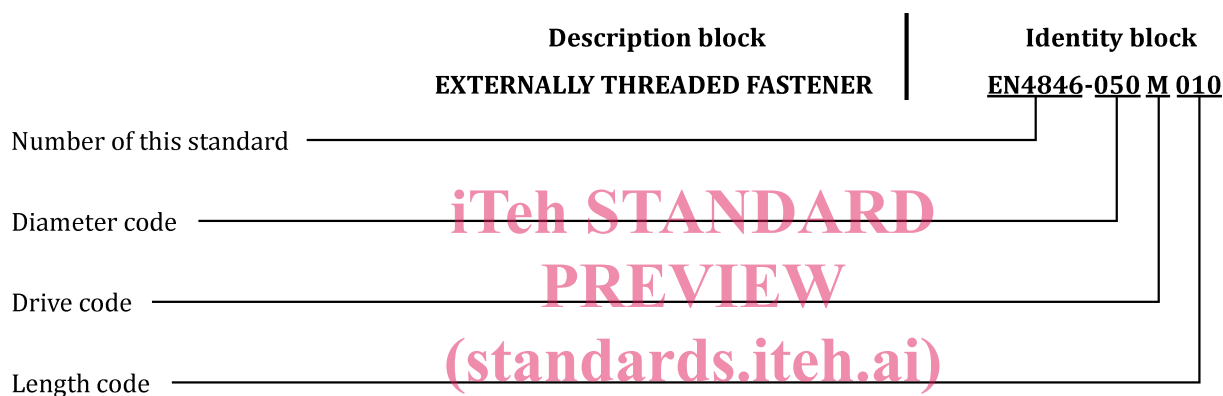 Description block Identity block
EXTERNALLY THREADED FASTENER EN4846-050 M 010
Number of this standard
iTeh STANDARD
Diameter code
PREVIEW
Drive code
(standards.iteh.ai)
Length code